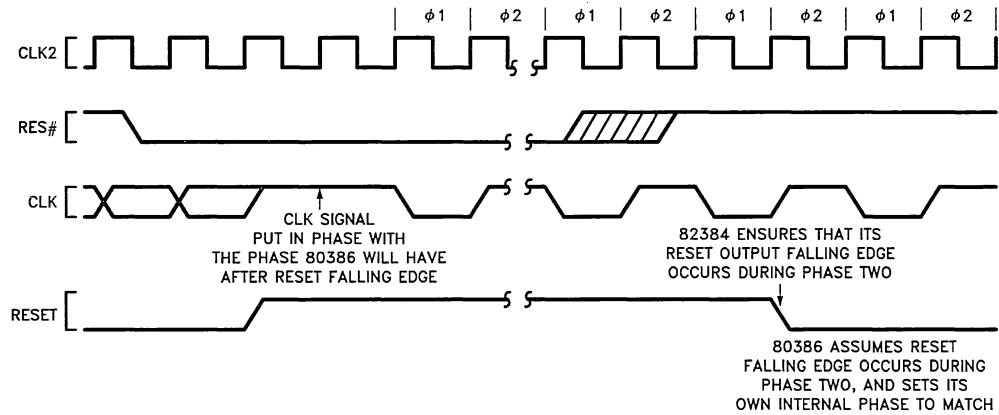 φ1 φ2 φ1 φ2 φ1 φ2 φ1 φ2
CLK2
RES#
CLK
CLK SIGNAL
PUT IN PHASE WITH
THE PHASE 80386 WILL HAVE
AFTER RESET FALLING EDGE
82384 ENSURES THAT ITS
RESET OUTPUT FALLING EDGE
OCCURS DURING PHASE TWO
RESET
80386 ASSUMES RESET
FALLING EDGE OCCURS DURING
PHASE TWO, AND SETS ITS
OWN INTERNAL PHASE TO MATCH